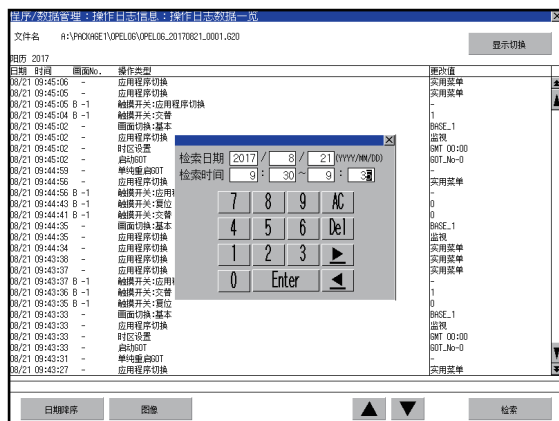 程序/数据管理：操作日志信息：操作日志数据一览
文件名 A:\PACKAGE1\OPEL06\OPEL06_20170821_0001.G20
显示切换
阳历 2017
日期 时间 画面No. 操作类型 更改值
08/21 09:45:06 - 应用程序切换 实用菜单
08/21 09:45:05 - 应用程序切换 实用菜单
08/21 09:45:05 B -1 触摸开关:应用程序切换 -
08/21 09:45:04 B -1 触摸开关:交替 1
08/21 09:45:02 - 画面切换:基本 BASE_1
08/21 09:45:02 - 应用程序切换 监视
08/21 09:45:02 - 时区设置 GMT 00:00
08/21 09:45:02 - 启动GOT GOT_No-0
08/21 09:44:59 - 单纯重启GOT -
08/21 09:44:56 - 应用程序切换 实用菜单
08/21 09:44:56 B -1 触摸开关:应用 -
08/21 09:44:43 B -1 触摸开关:复位 0
08/21 09:44:41 B -1 触摸开关:交替 0
08/21 09:44:35 - 画面切换:基本 BASE_1
08/21 09:44:35 - 应用程序切换 监视
08/21 09:44:34 - 应用程序切换 实用菜单
08/21 09:43:38 - 应用程序切换 实用菜单
08/21 09:43:37 - 应用程序切换 实用菜单
08/21 09:43:37 B -1 触摸开关:应用 -
08/21 09:43:36 B -1 触摸开关:交替 1
08/21 09:43:35 B -1 触摸开关:复位 0
08/21 09:43:33 - 画面切换:基本 BASE_1
08/21 09:43:33 - 应用程序切换 监视
08/21 09:43:33 - 时区设置 GMT 00:00
08/21 09:43:33 - 启动GOT GOT_No-0
08/21 09:43:31 - 单纯重启GOT -
08/21 09:43:27 - 应用程序切换 实用菜单
检索日期 2017 / 8 / 21 (YYYY/MM/DD)
检索时间 9 : 30 ~ 9 :
7 8 9 AC
4 5 6 Del
1 2 3
0 Enter
日期降序 图像 检索